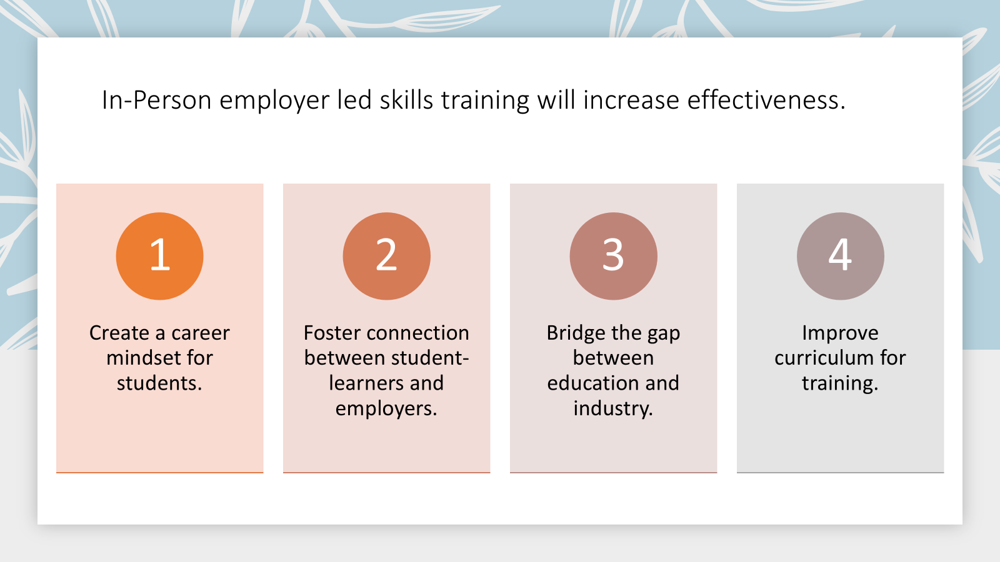 In-Person employer led skills training will increase effectiveness.
1
Create a career
mindset for
students.
2
Foster connection
between student-
learners and
employers.
3
Bridge the gap
between
education and
industry.
4
Improve
curriculum for
training.